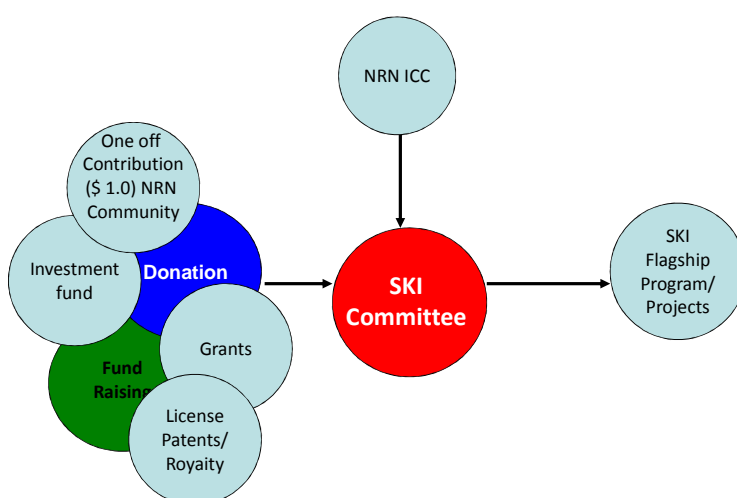 NRN ICC
One off
Contribution
($ 1.0) NRN
Community
Investment
fund
Donation
SKI
Committee
SKI
Flagship
Program/
Projects
Grants
Fund
Raising
License
Patents/
Royaity